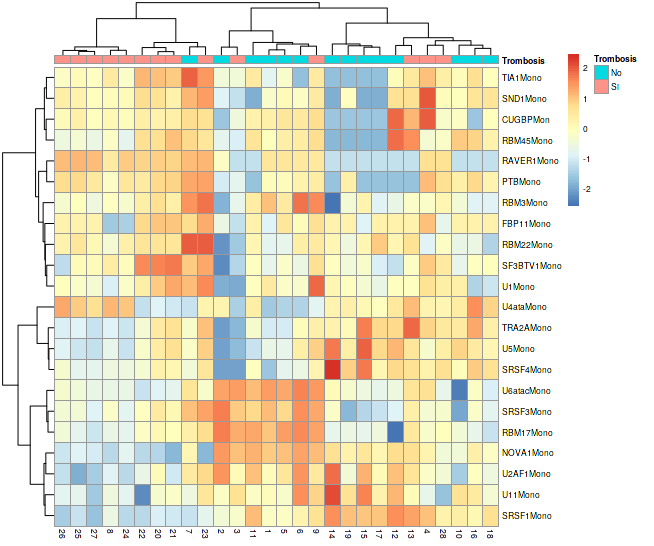 Trombosis
TIA1Mono
SND1Mono
CUGBPMon
RBM45Mono
RAVER1Mono
PTBMono
RBM3Mono
FBP11Mono
RBM22Mono
SF3BTV1Mono
U1Mono
U4ataMono
TRA2AMono
U5Mono
SRSF4Mono
U6atacMono
SRSF3Mono
RBM17Mono
NOVA1Mono
U2AF1Mono
U11Mono
SRSF1Mono
26 25 27 8 24 22 20 21 7 23 2 3 11 1 5 6 9 14 19 15 17 12 13 4 28 10 16 18
2
1
0
-1
-2
Trombosis
No
SI